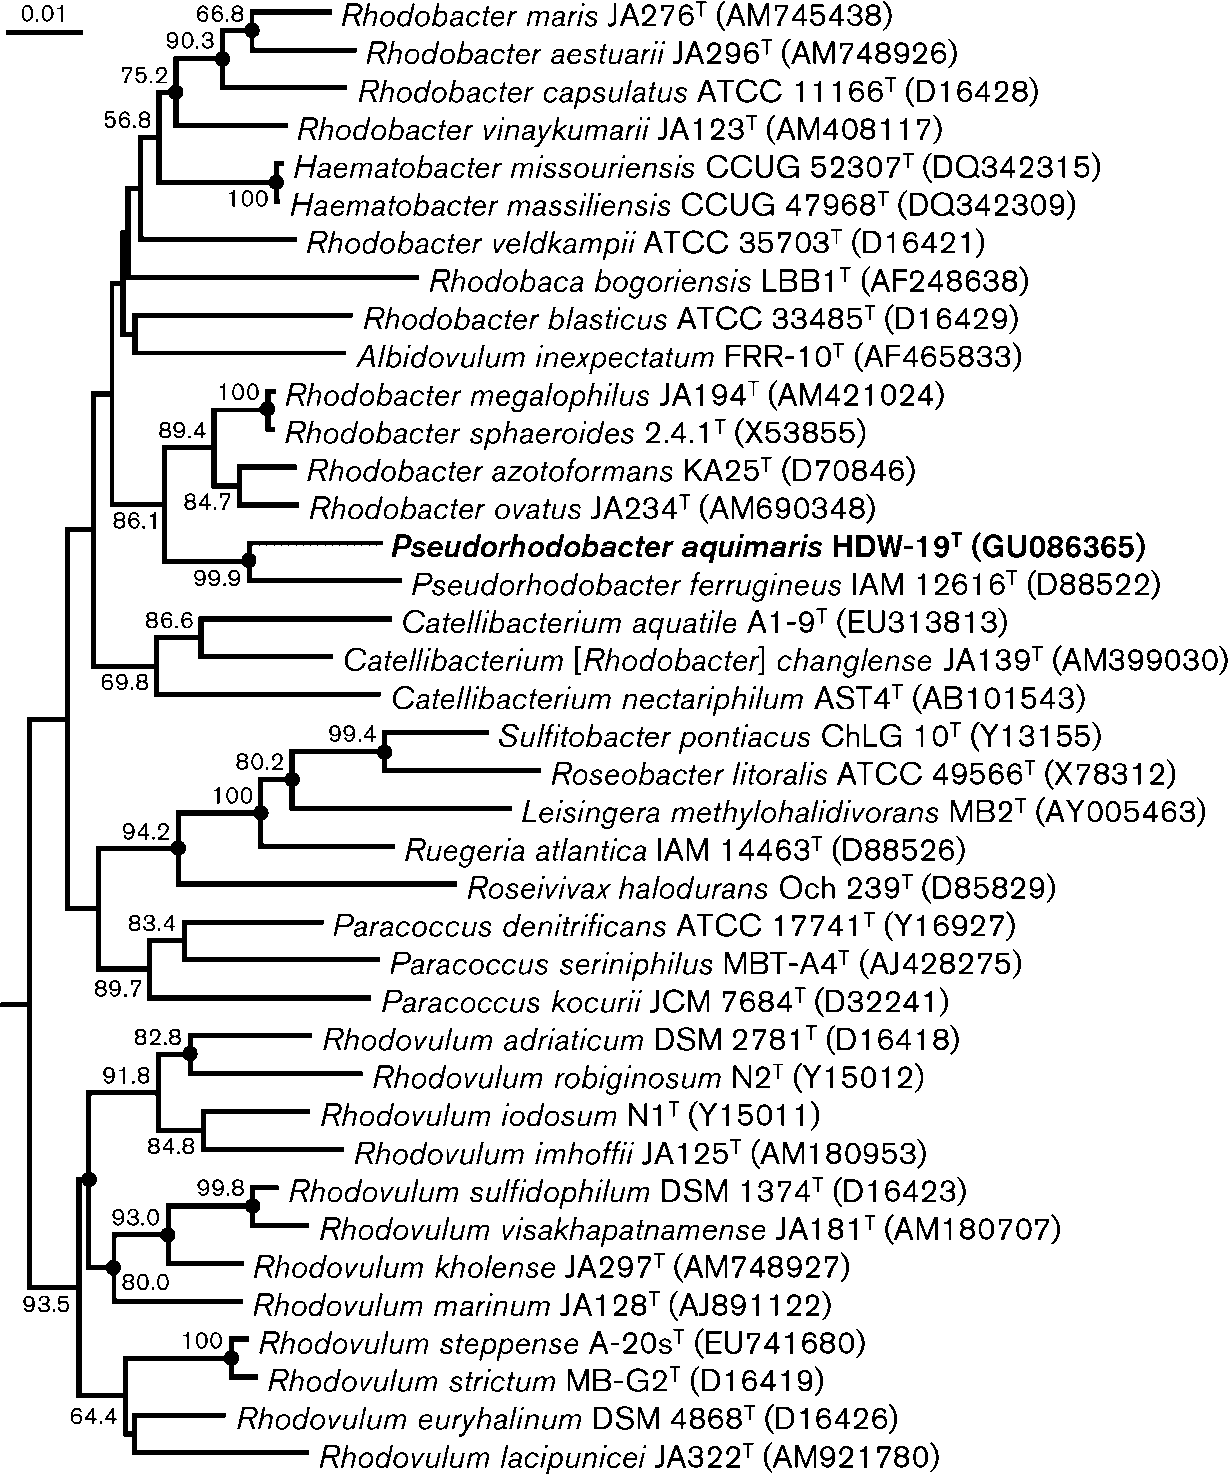 0.01
66.8
Rhodobacter maris JA276T (AM745438)
90.3
Rhodobacter aestuarii JA296T (AM748926)
75.2
Rhodobacter capsulatus ATCC 11166T (D16428)
56.8
Rhodobacter vinaykumarii JA123T (AM408117)
Haematobacter missouriensis CCUG 52307T (DQ342315)
100
Haematobacter massiliensis CCUG 47968T (DQ342309)
Rhodobacter veldkampii ATCC 35703T (D16421)
Rhodobaca bogoriensis LBB1T (AF248638)
Rhodobacter blasticus ATCC 33485T (D16429)
Albidovulum inexpectatum FRR-10T (AF465833)
100
Rhodobacter megalophilus JA194T (AM421024)
89.4
Rhodobacter sphaeroides 2.4.1T (X53855)
Rhodobacter azotoformans KA25T (D70846)
84.7
Rhodobacter ovatus JA234T (AM690348)
86.1
Pseudorhodobacter aquimaris HDW-19T (GU086365)
99.9
Pseudorhodobacter ferrugineus IAM 12616T (D88522)
86.6
Catellibacterium aquatile A1-9T (EU313813)
Catellibacterium [Rhodobacter] changlense JA139T (AM399030)
69.8
Catellibacterium nectariphilum AST4T (AB101543)
99.4
Sulfitobacter pontiacus ChLG 10T (Y13155)
80.2
Roseobacter litoralis ATCC 49566T (X78312)
100
Leisingera methylohalidivorans MB2T (AY005463)
94.2
Ruegeria atlantica IAM 14463T (D88526)
Roseivivax halodurans Och 239T (D85829)
83.4
Paracoccus denitrificans ATCC 17741T (Y16927)
Paracoccus seriniphilus MBT-A4T (AJ428275)
89.7
Paracoccus kocurii JCM 7684T (D32241)
82.8
Rhodovulum adriaticum DSM 2781T (D16418)
91.8
Rhodovulum robiginosum N2T (Y15012)
Rhodovulum iodosum N1T (Y15011)
84.8
Rhodovulum imhoffii JA125T (AM180953)
99.8
Rhodovulum sulfidophilum DSM 1374T (D16423)
93.0
Rhodovulum visakhapatnamense JA181T (AM180707)
Rhodovulum kholense JA297T (AM748927)
80.0
93.5
Rhodovulum marinum JA128T (AJ891122)
100
Rhodovulum steppense A-20sT (EU741680)
Rhodovulum strictum MB-G2T (D16419)
64.4
Rhodovulum euryhalinum DSM 4868T (D16426)
Rhodovulum lacipunicei JA322T (AM921780)